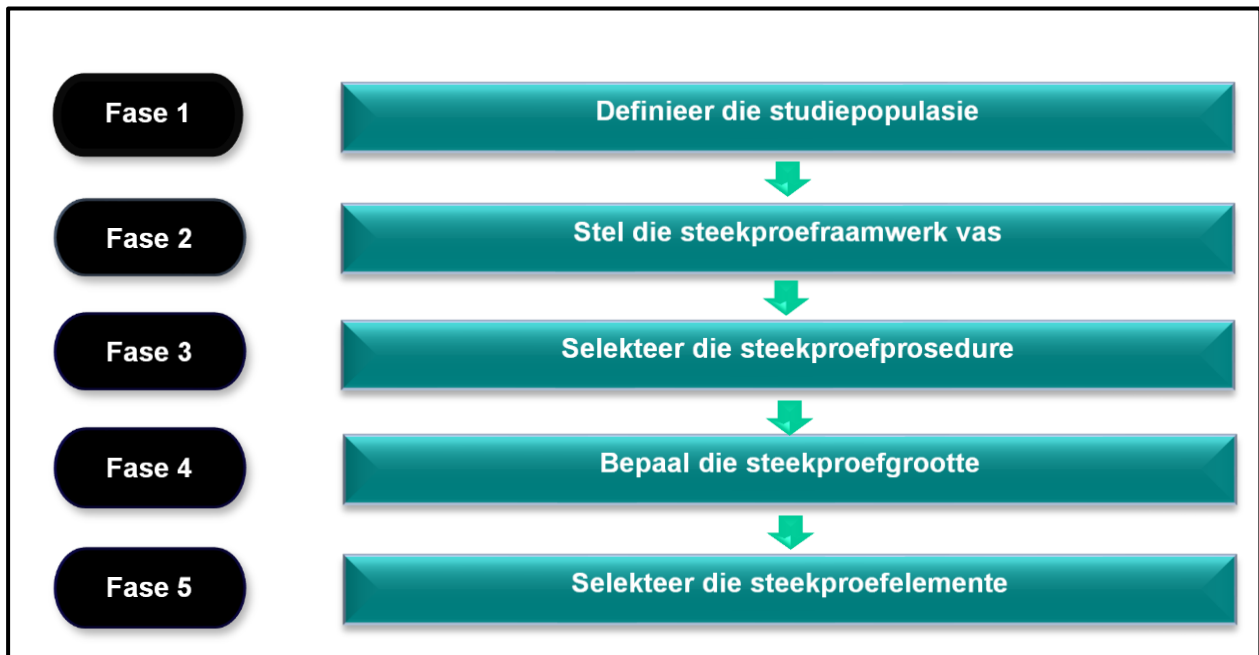 Fase 1
Definieer die studiepopulasie
Fase 2
Stel die steekproefraamwerk vas
Fase 3
Selekteer die steekproefprosedure
Fase 4
Bepaal die steekproefgrootte
Fase 5
Selekteer die steekproefelemente